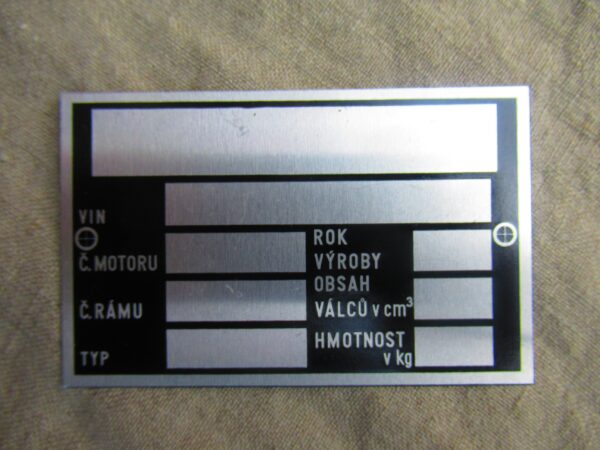 VIN
Č.MOTORU
Č.RÁMU
TYP
ROK
VÝROBY
OBSAH
VÁLCŮ v cm³
HMOTNOST
v kg